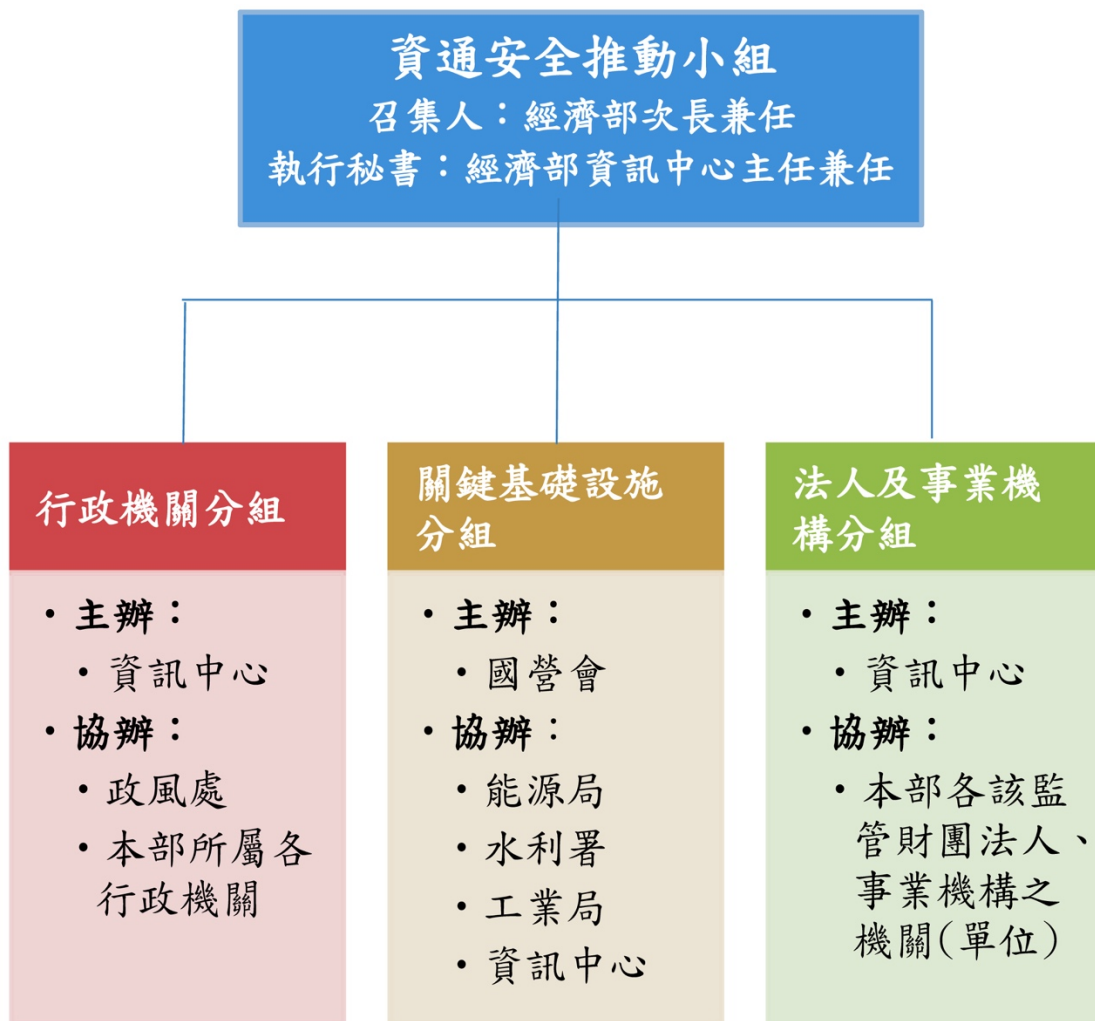 資通安全推動小組
召集人：經濟部次長兼任
執行秘書：經濟部資訊中心主任兼任
行政機關分組
• 主辦：
• 資訊中心
• 協辦：
• 政風處
• 本部所屬各
行政機關
關鍵基礎設施
分組
• 主辦：
• 國營會
• 協辦：
• 能源局
• 水利署
• 工業局
• 資訊中心
法人及事業機
構分組
• 主辦：
• 資訊中心
• 協辦：
• 本部各該監
管財團法人、
事業機構之
機關(單位)